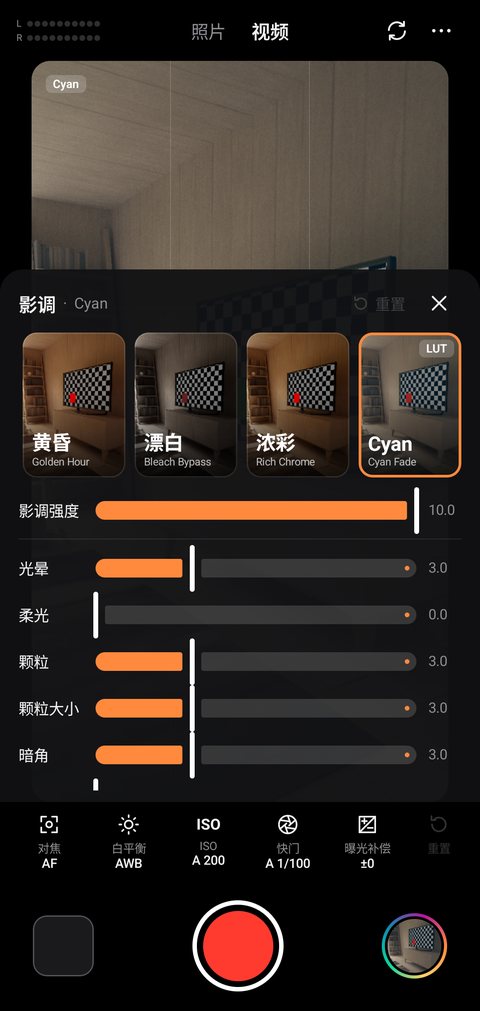 L
R
照片 视频
Cyan
影调 · Cyan 重置
LUT
黄昏 漂白 浓彩 Cyan
Golden Hour Bleach Bypass Rich Chrome Cyan Fade
影调强度 10.0
光晕 3.0
柔光 0.0
颗粒 3.0
颗粒大小 3.0
暗角 3.0
ISO
对焦 白平衡 ISO 快门 曝光补偿 重置
AF AWB A 200 A 1/100 ±0